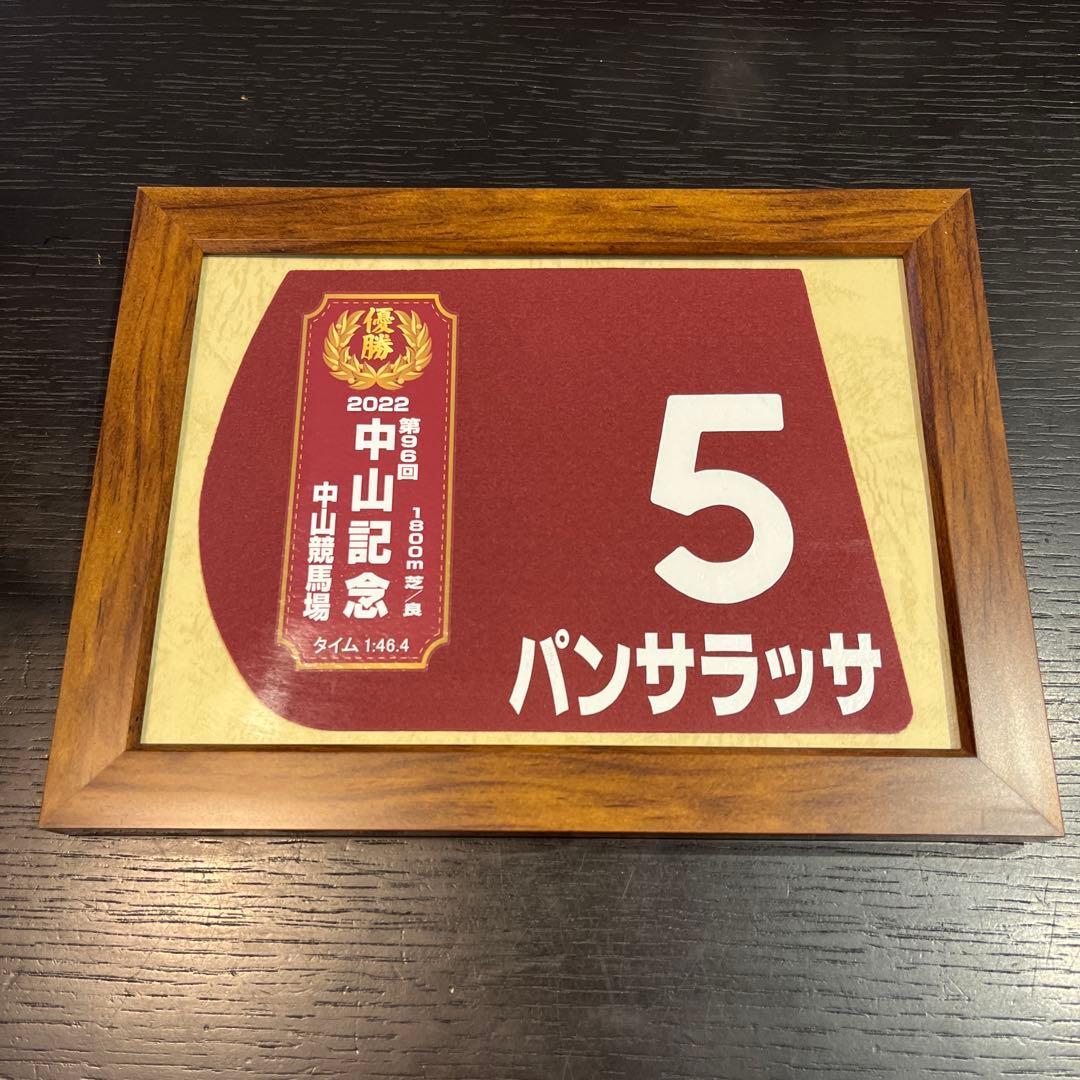 優勝
2022
第96回
中山記念
1800m 芝/良
中山競馬場
タイム 1:46.4
5
パンサラッサ